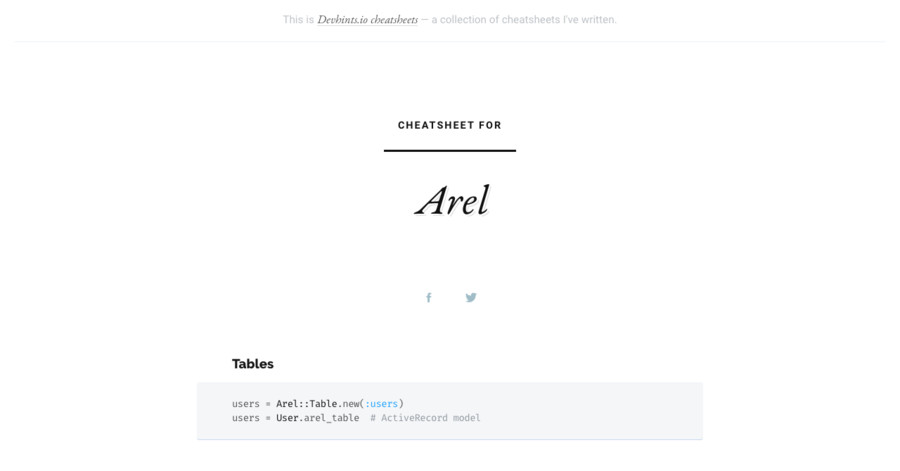 This is Devhints.io cheatsheets — a collection of cheatsheets I've written.
CHEATSHEET FOR
Arel
Tables
users = Arel::Table.new(:users)
users = User.arel_table  # ActiveRecord model